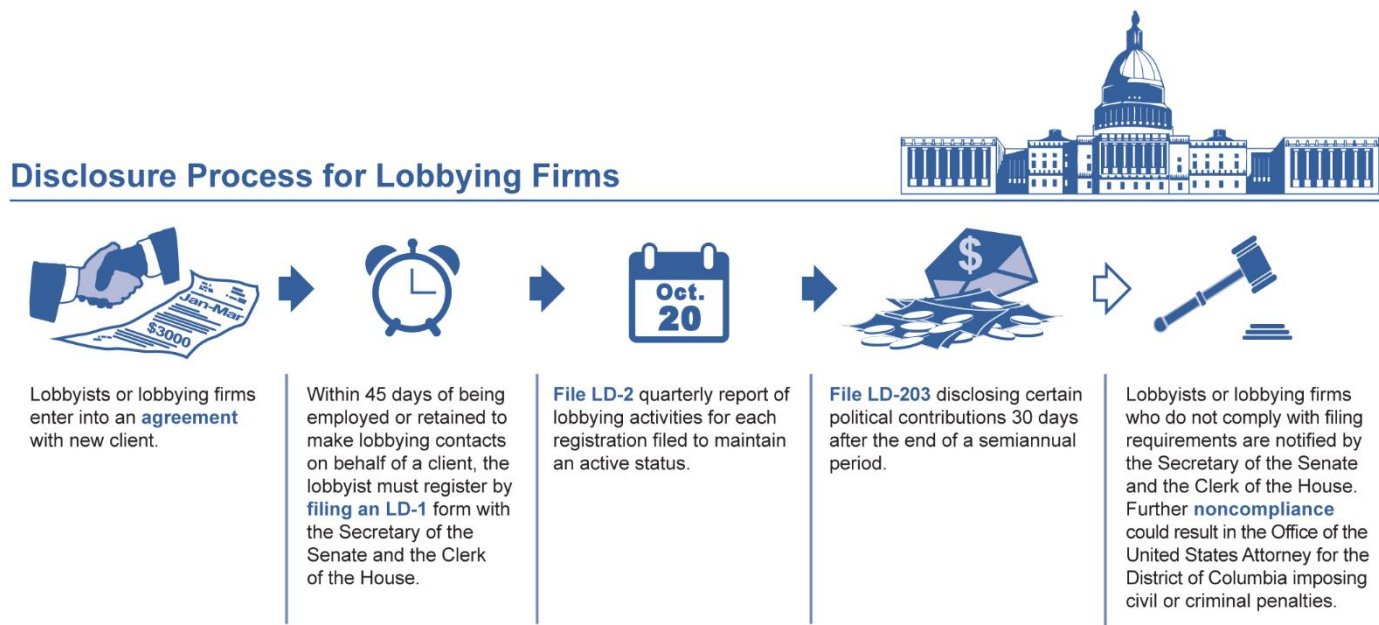 Disclosure Process for Lobbying Firms
Jan-Mar
$3000
Oct.
20
$
Lobbyists or lobbying firms
enter into an agreement
with new client.
Within 45 days of being
employed or retained to
make lobbying contacts
on behalf of a client, the
lobbyist must register by
filing an LD-1 form with
the Secretary of the
Senate and the Clerk
of the House.
File LD-2 quarterly report of
lobbying activities for each
registration filed to maintain
an active status.
File LD-203 disclosing certain
political contributions 30 days
after the end of a semiannual
period.
Lobbyists or lobbying firms
who do not comply with filing
requirements are notified by
the Secretary of the Senate
and the Clerk of the House.
Further noncompliance
could result in the Office of the
United States Attorney for the
District of Columbia imposing
civil or criminal penalties.